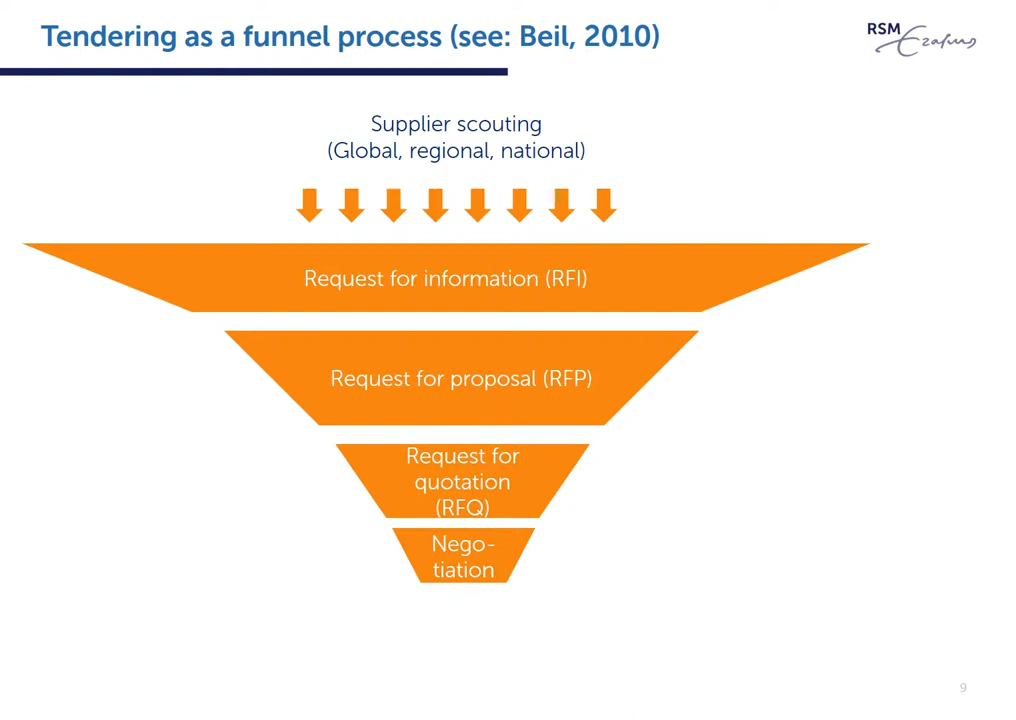 Tendering as a funnel process (see: Beil, 2010)
RSM
Erasmus
Supplier scouting
(Global, regional, national)
Request for information (RFI)
Request for proposal (RFP)
Request for
quotation
(RFQ)
Nego-
tiation
9